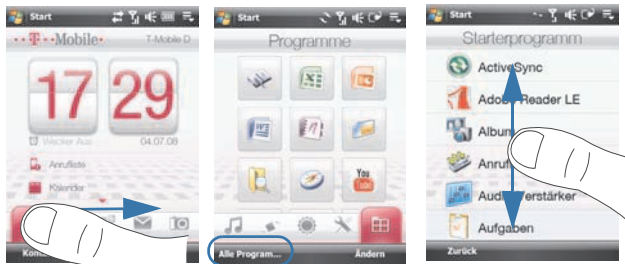 Start
T-Mobile
T-Mobile D
17 29
Wecker Aus
04.07.08
Anrufliste
Kalender
Start
Programme
You Tube
Alle Program...
Ändern
Start
Starterprogramm
ActiveSync
Reader LE
Album
Aufgaben
Zurück